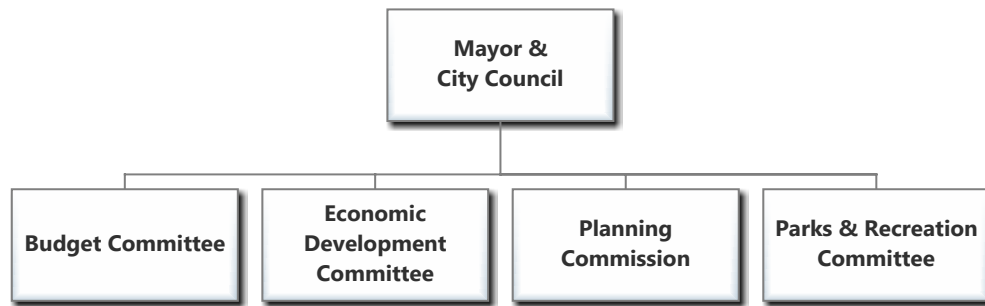 Mayor &
City Council
Budget Committee
Economic
Development
Committee
Planning
Commission
Parks & Recreation
Committee